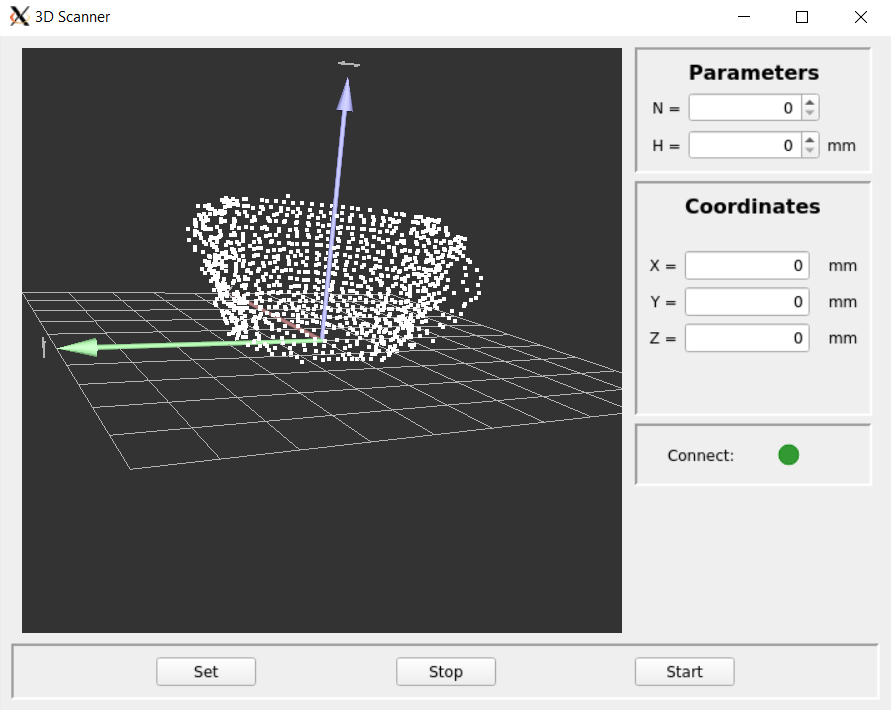 3D Scanner
Parameters
N = 0
H = 0 mm
Coordinates
X = 0 mm
Y = 0 mm
Z = 0 mm
Connect:
Set Stop Start